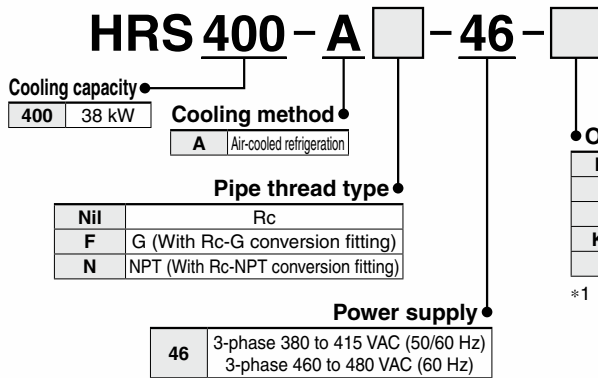 HRS 400 – A – 46 –
Cooling capacity
400 38 kW
Cooling method
A Air-cooled refrigeration
Pipe thread type
Nil Rc
F G (With Rc-G conversion fitting)
N NPT (With Rc-NPT conversion fitting)
Power supply
46 3-phase 380 to 415 VAC (50/60 Hz)
3-phase 460 to 480 VAC (60 Hz)
*1